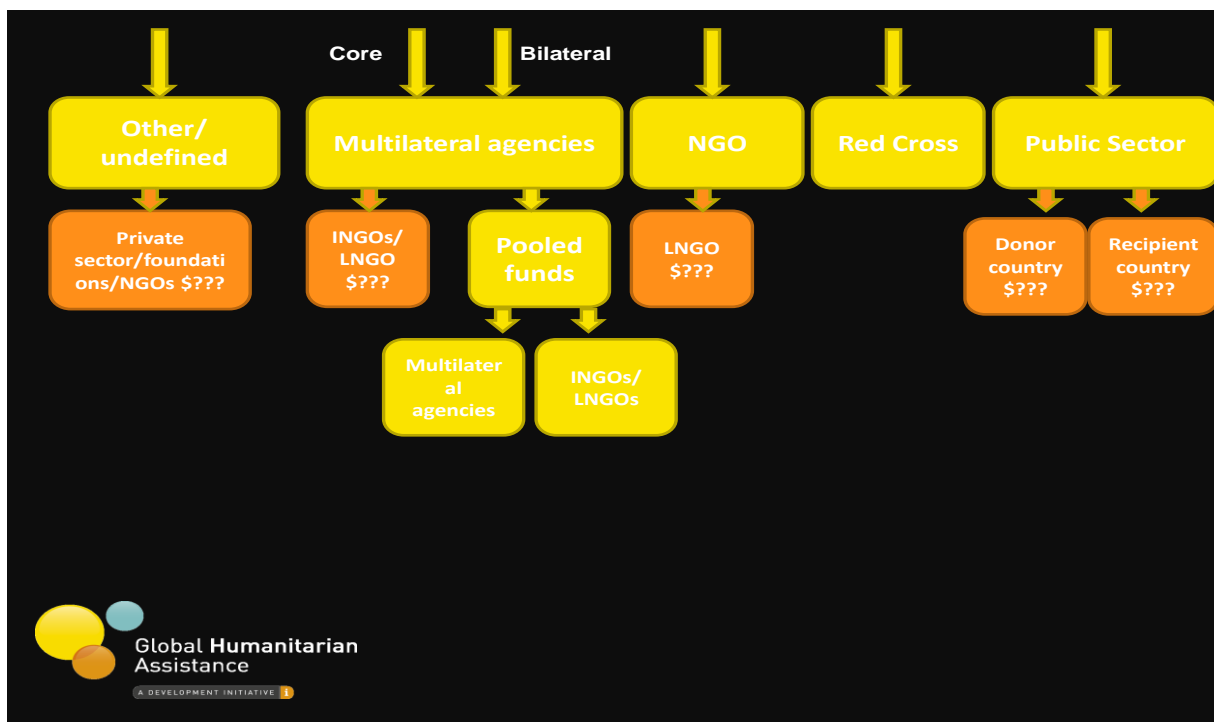 Core
Bilateral
Other/
undefined
Multilateral agencies
NGO
Red Cross
Public Sector
Private
sector/foundati
ons/NGOs $???
INGOs/
LNGO
$???
Pooled
funds
LNGO
$???
Donor
country
$???
Recipient
country
$???
Multilater
al
agencies
INGOs/
LNGOs
Global Humanitarian
Assistance
A DEVELOPMENT INITIATIVE i